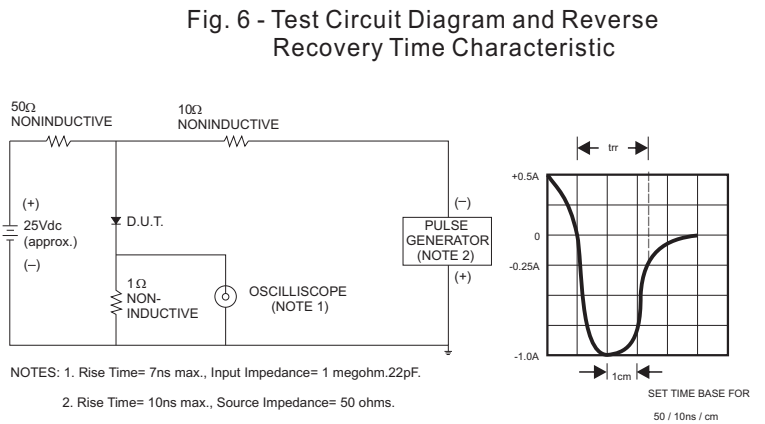 Fig. 6 - Test Circuit Diagram and Reverse
Recovery Time Characteristic
50Ω
NONINDUCTIVE
10Ω
NONINDUCTIVE
(+)
25Vdc
(approx.)
(–)
D.U.T.
1Ω
NON-
INDUCTIVE
OSCILLISCOPE
(NOTE 1)
(–)
PULSE
GENERATOR
(NOTE 2)
(+)
trr
+0.5A
0
-0.25A
-1.0A
1cm
SET TIME BASE FOR
50 / 10ns / cm
NOTES: 1. Rise Time= 7ns max., Input Impedance= 1 megohm.22pF.
2. Rise Time= 10ns max., Source Impedance= 50 ohms.